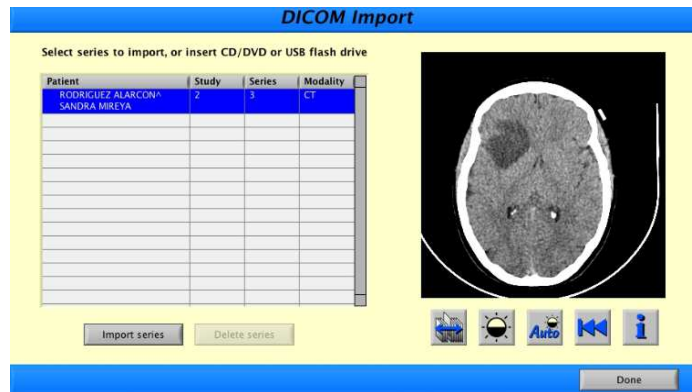 DICOM Import
Select series to import, or insert CD/DVD or USB flash drive
Patient Study Series Modality
RODRIGUEZ ALARCON^ 2 3 CT
SANDRA MIREYA
Auto
i
Import series Delete series
Done